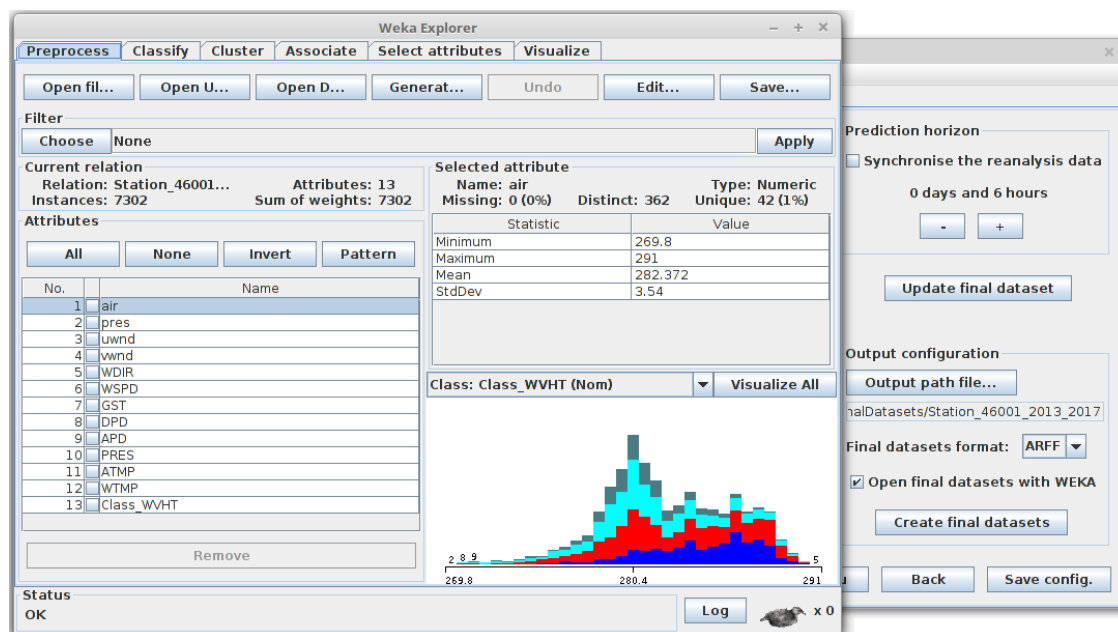 Weka Explorer
Preprocess Classify Cluster Associate Select attributes Visualize
Open fil... Open U... Open D... Generat... Undo Edit... Save...
Filter
Choose None Apply
Current relation
Relation: Station_46001... Attributes: 13
Instances: 7302 Sum of weights: 7302
Attributes
All None Invert Pattern
No. Name
1 air
2 pres
3 uwnd
4 vwnd
5 WDIR
6 WSPD
7 GST
8 DPD
9 APD
10 PRES
11 ATMP
12 WTMP
13 Class_WVHT
Remove
Selected attribute
Name: air Type: Numeric
Missing: 0 (0%) Distinct: 362 Unique: 42 (1%)
Statistic Value
Minimum 269.8
Maximum 291
Mean 282.372
StdDev 3.54
Class: Class_WVHT (Nom) Visualize All
2 8 9 5
269.8 280.4 291
Status
OK
Log x 0
Prediction horizon
Synchronise the reanalysis data
0 days and 6 hours
- +
Update final dataset
Output configuration
Output path file...
nalDatasets/Station_46001_2013_2017
Final datasets format: ARFF
Open final datasets with WEKA
Create final datasets
Back Save config.